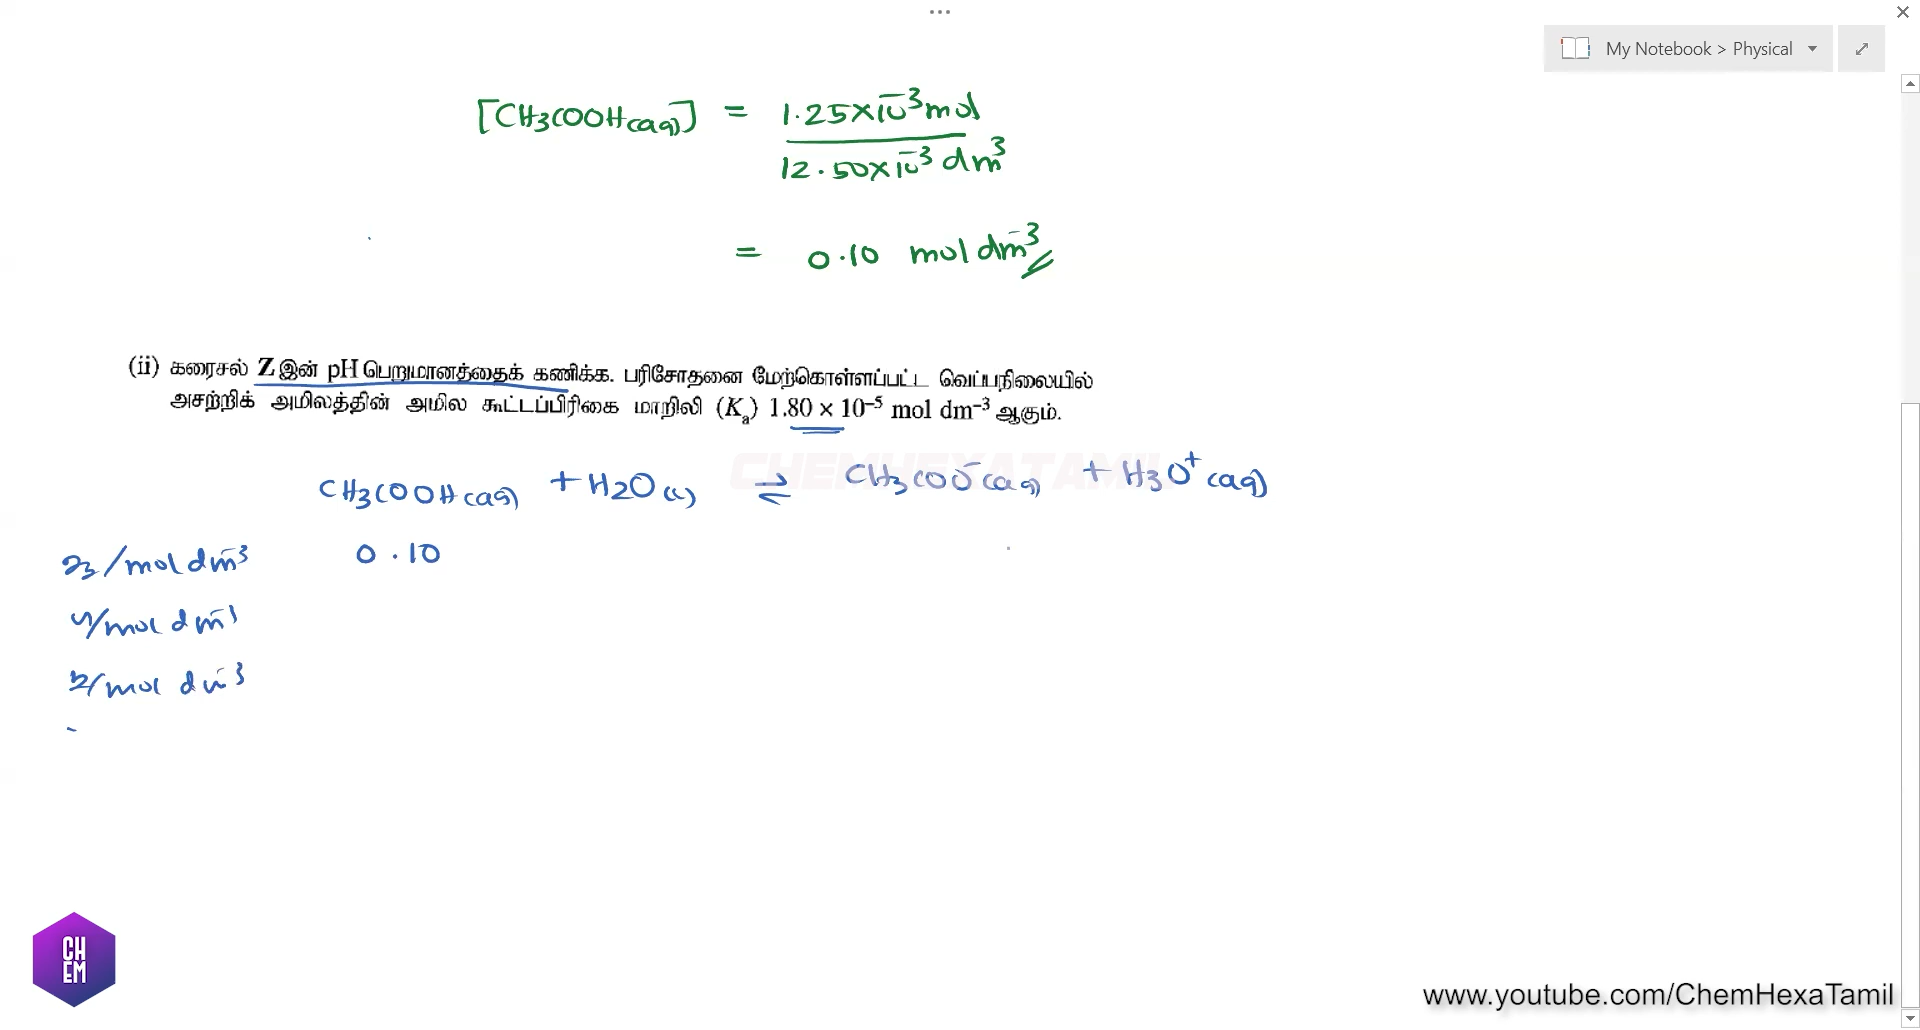 My Notebook > Physical
[CH3COOH(aq)] = 1.25×10⁻³ mol
12.50×10⁻³ dm³
= 0.10 mol dm⁻³
(ii) கரைசல் Z இன் pH பெறுமானத்தைக் கணிக்க. பரிசோதனை மேற்கொள்ளப்பட்ட வெப்பநிலையில்
அசற்றிக் அமிலத்தின் அமில கூட்டப்பிரிகை மாறிலி (Kₐ) 1.80 × 10⁻⁵ mol dm⁻³ ஆகும்.
CHEMHEXATAMIL
CH3COOH(aq) + H2O(l) ⇌ CH3COO⁻(aq) + H3O⁺(aq)
/mol dm⁻³ 0.10
/mol dm⁻³
/mol dm⁻³
CH
EM
www.youtube.com/ChemHexaTamil